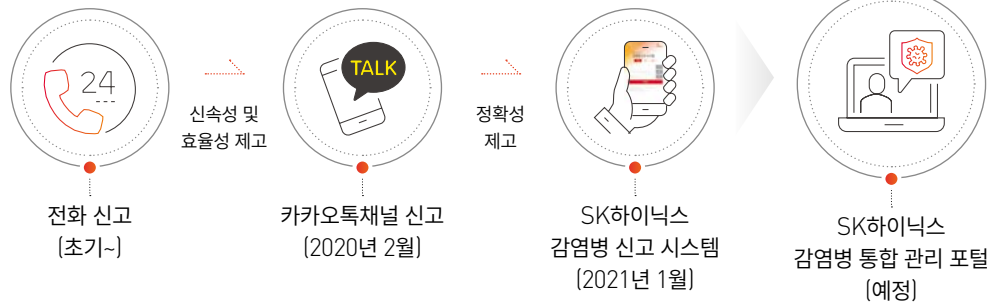 24
신속성 및
효율성 제고
TALK
정확성
제고
전화 신고
(초기~)
카카오톡채널 신고
(2020년 2월)
SK하이닉스
감염병 신고 시스템
(2021년 1월)
SK하이닉스
감염병 통합 관리 포털
(예정)